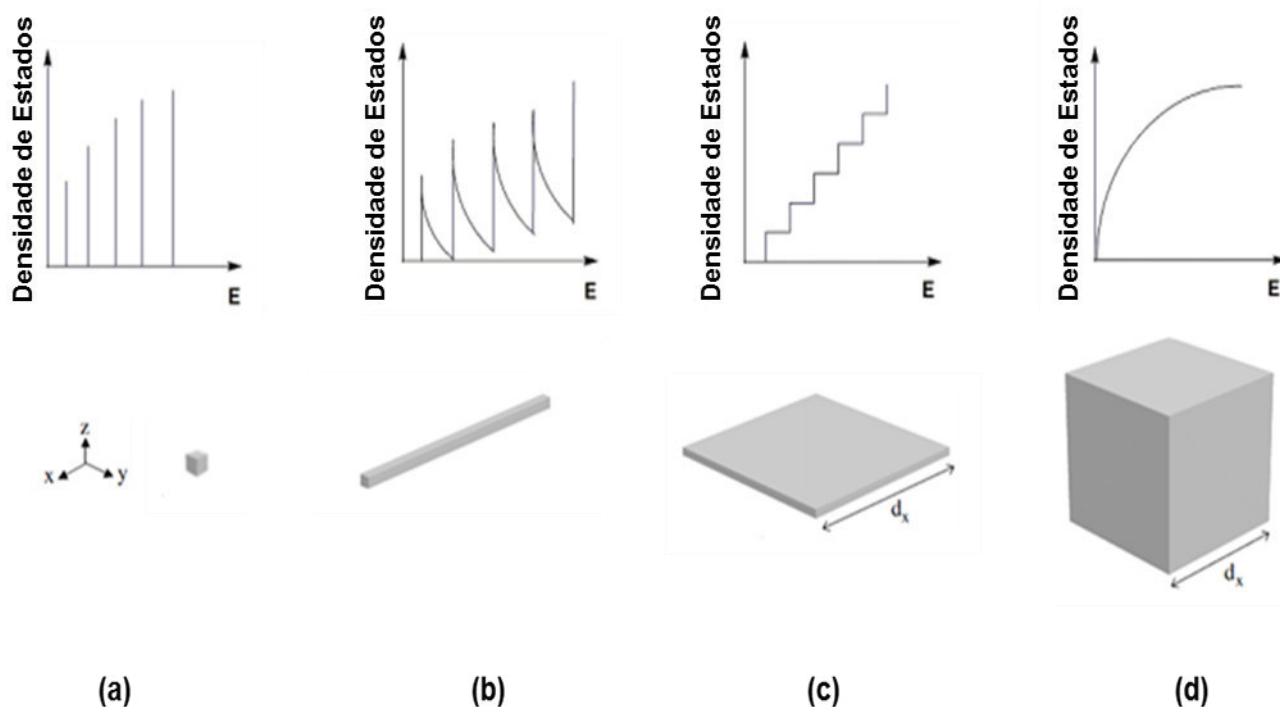 Densidade de Estados
E
Densidade de Estados
E
Densidade de Estados
E
Densidade de Estados
E
z
x
y
dx
dx
(a)
(b)
(c)
(d)